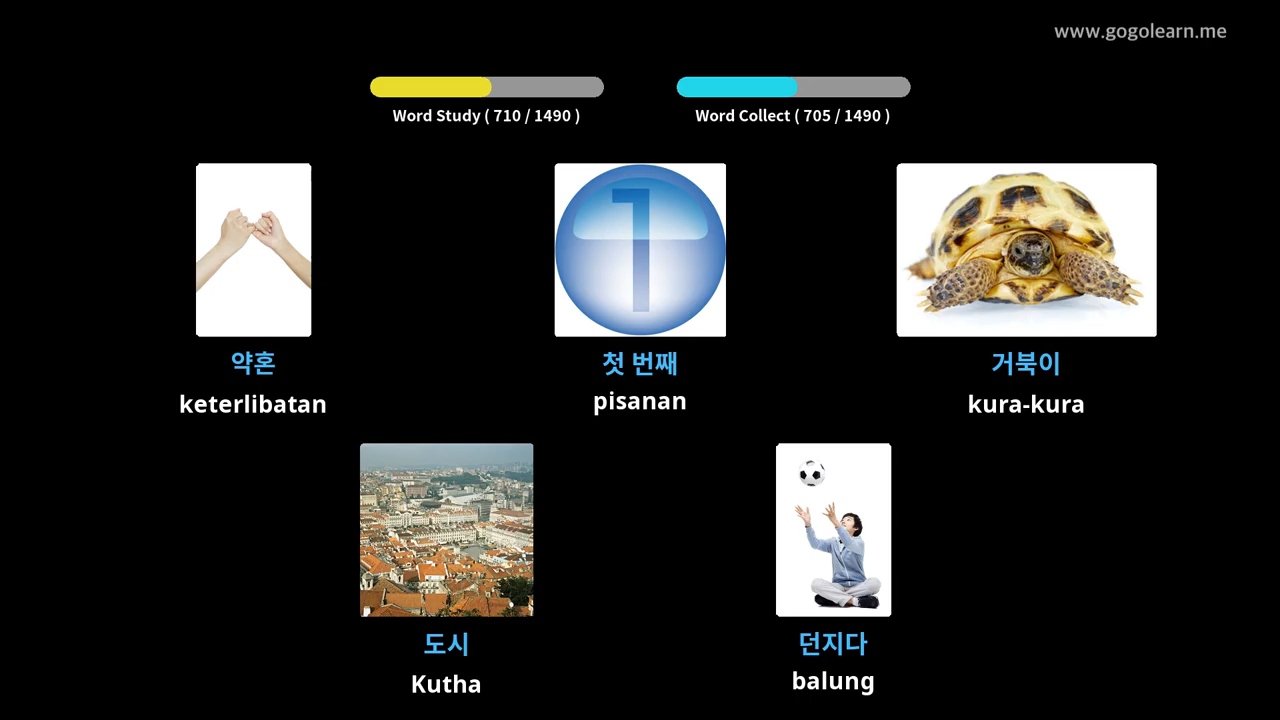 www.gogolearn.me
Word Study ( 710 / 1490 )
Word Collect ( 705 / 1490 )
1
약혼
keterlibatan
첫 번째
pisanan
거북이
kura-kura
도시
Kutha
던지다
balung